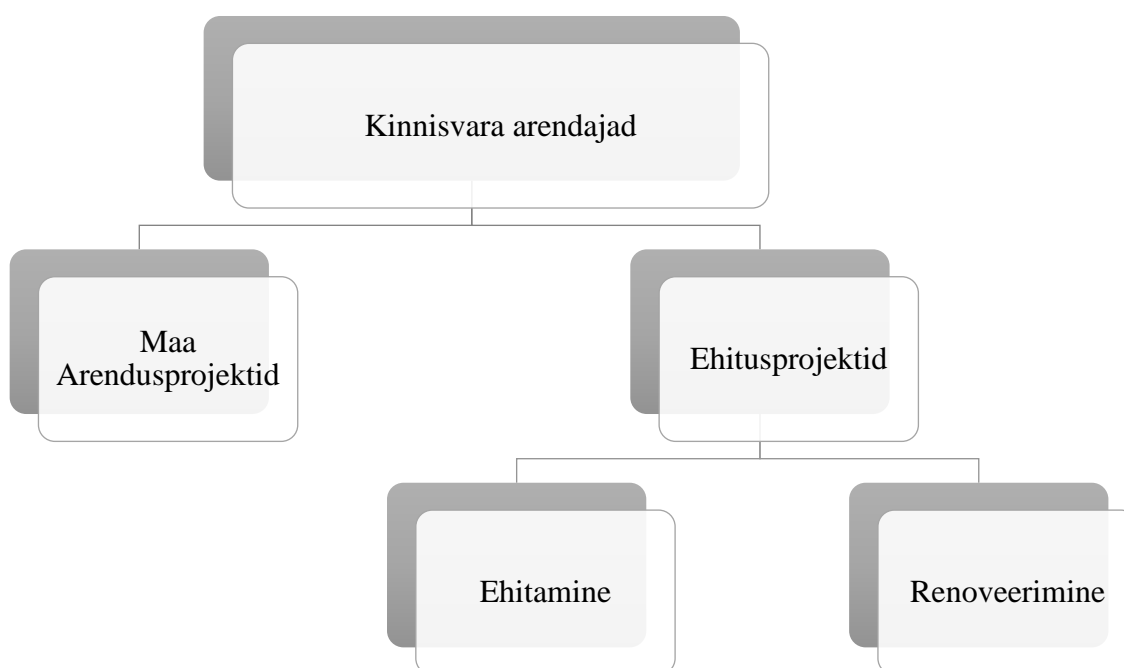 Kinnisvara arendajad
Maa
Arendusprojektid
Ehitusprojektid
Ehitamine
Renoveerimine